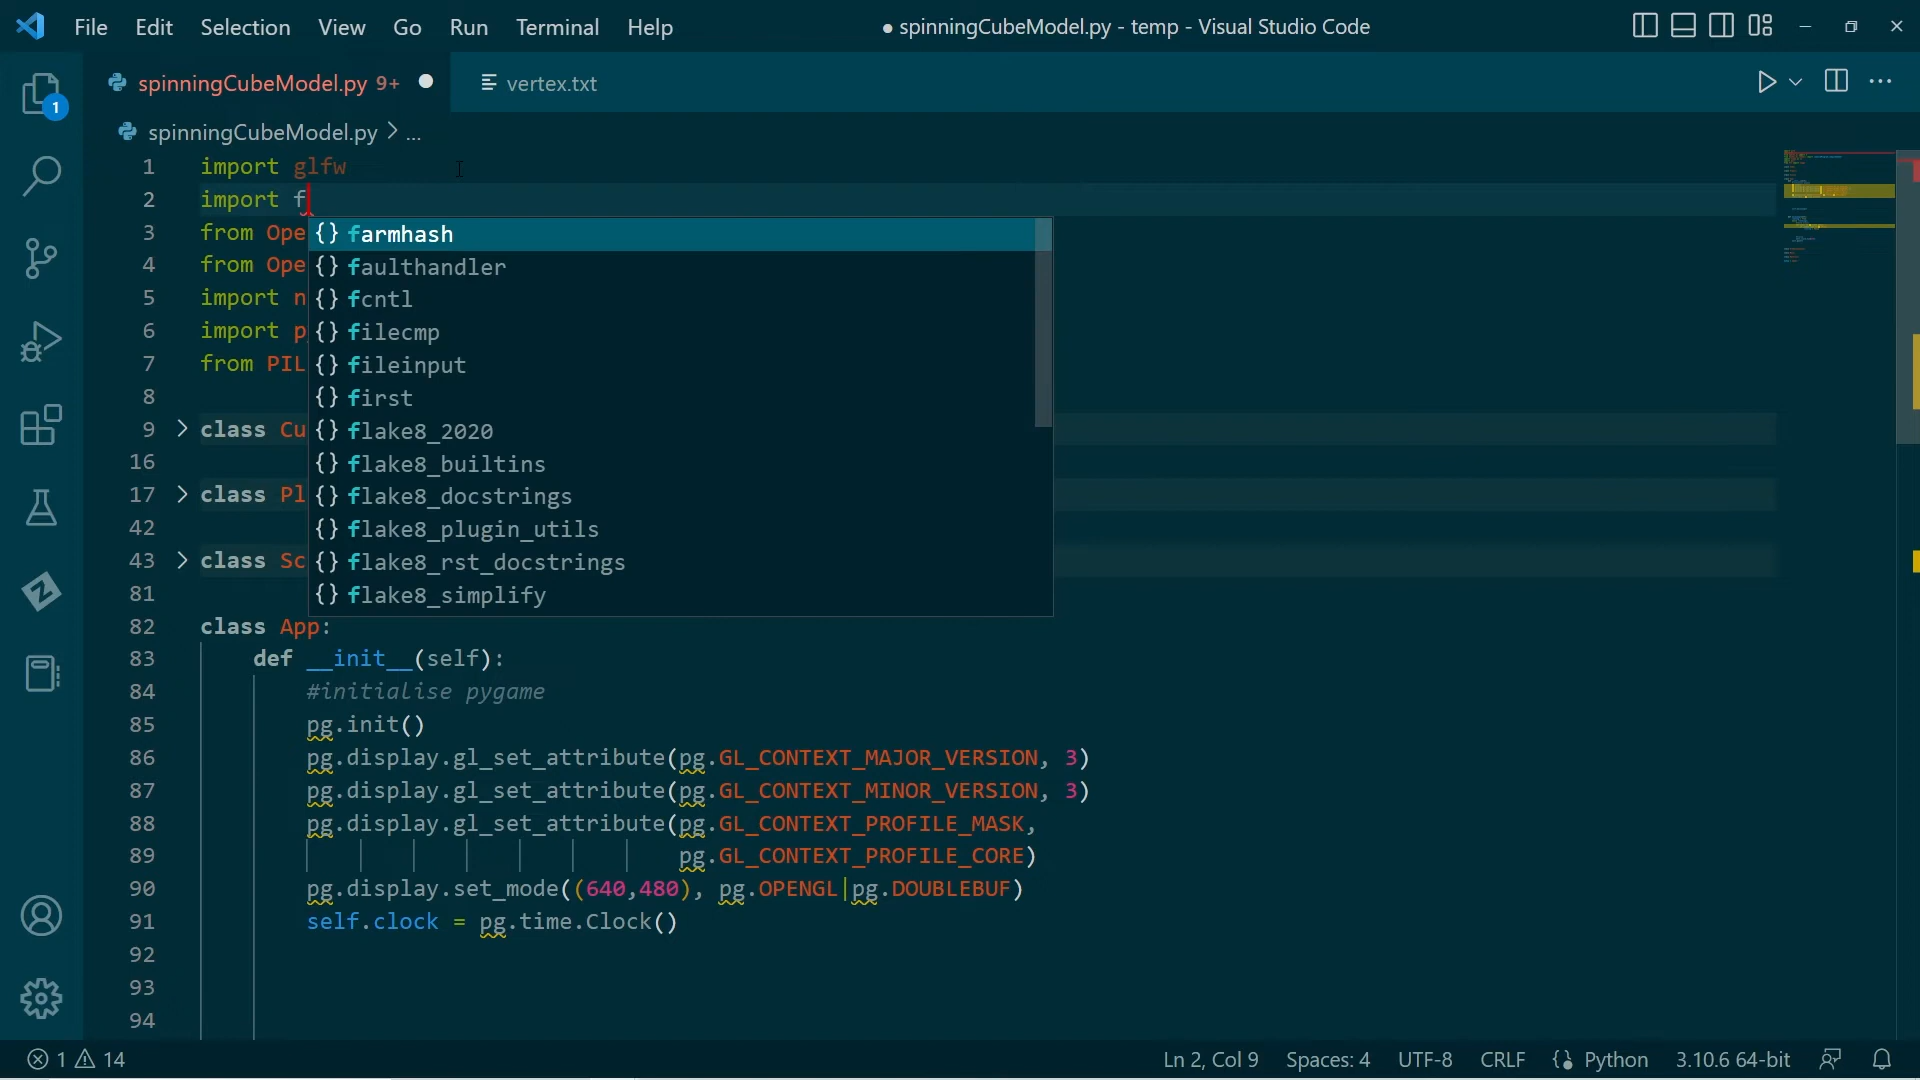 File Edit Selection View Go Run Terminal Help ● spinningCubeModel.py - temp - Visual Studio Code
spinningCubeModel.py 9+ ● vertex.txt
1
spinningCubeModel.py > ...
1 import glfw
2 import f
3 from Ope {} farmhash
4 from Ope {} faulthandler
5 import n {} fcntl
6 import p {} filecmp
7 from PIL {} fileinput
8 {} first
9 > class Cu {} flake8_2020
16 {} flake8_builtins
17 > class Pl {} flake8_docstrings
42 {} flake8_plugin_utils
43 > class Sc {} flake8_rst_docstrings
81 {} flake8_simplify
82 class App:
83 def __init__(self):
84 #initialise pygame
85 pg.init()
86 pg.display.gl_set_attribute(pg.GL_CONTEXT_MAJOR_VERSION, 3)
87 pg.display.gl_set_attribute(pg.GL_CONTEXT_MINOR_VERSION, 3)
88 pg.display.gl_set_attribute(pg.GL_CONTEXT_PROFILE_MASK,
89 pg.GL_CONTEXT_PROFILE_CORE)
90 pg.display.set_mode((640,480), pg.OPENGL|pg.DOUBLEBUF)
91 self.clock = pg.time.Clock()
92
93
94
1 14 Ln 2, Col 9 Spaces: 4 UTF-8 CRLF {} Python 3.10.6 64-bit